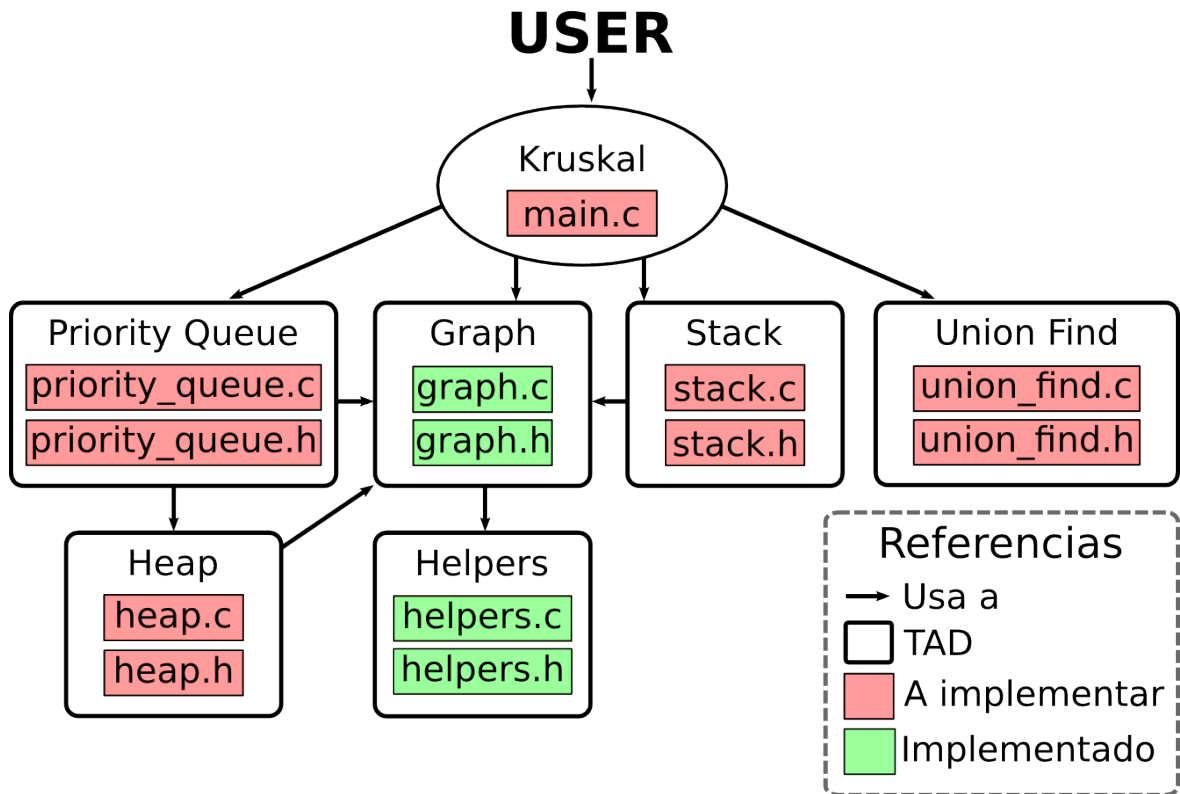 USER
Kruskal
main.c
Priority Queue
priority_queue.c
priority_queue.h
Graph
graph.c
graph.h
Stack
stack.c
stack.h
Union Find
union_find.c
union_find.h
Heap
heap.c
heap.h
Helpers
helpers.c
helpers.h
Referencias
Usa a
TAD
A implementar
Implementado